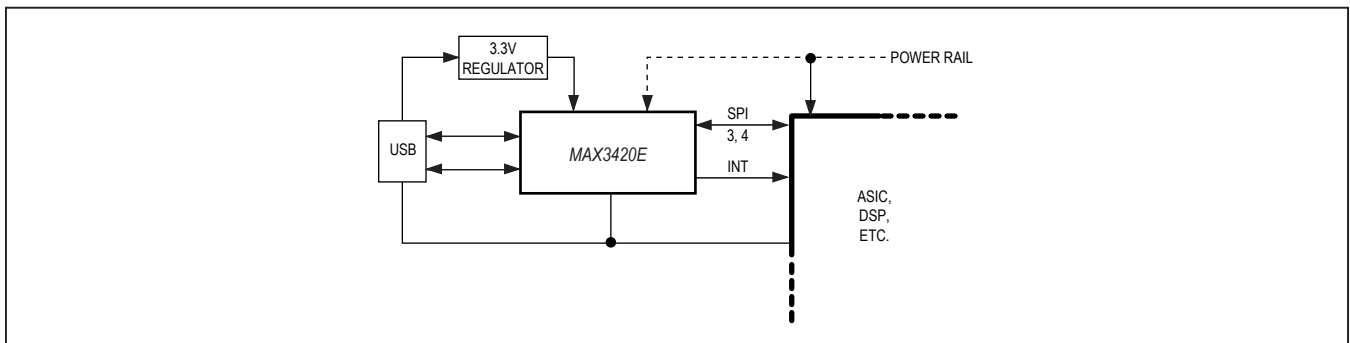 3.3V
REGULATOR
POWER RAIL
USB
MAX3420E
SPI
3, 4
INT
ASIC,
DSP,
ETC.